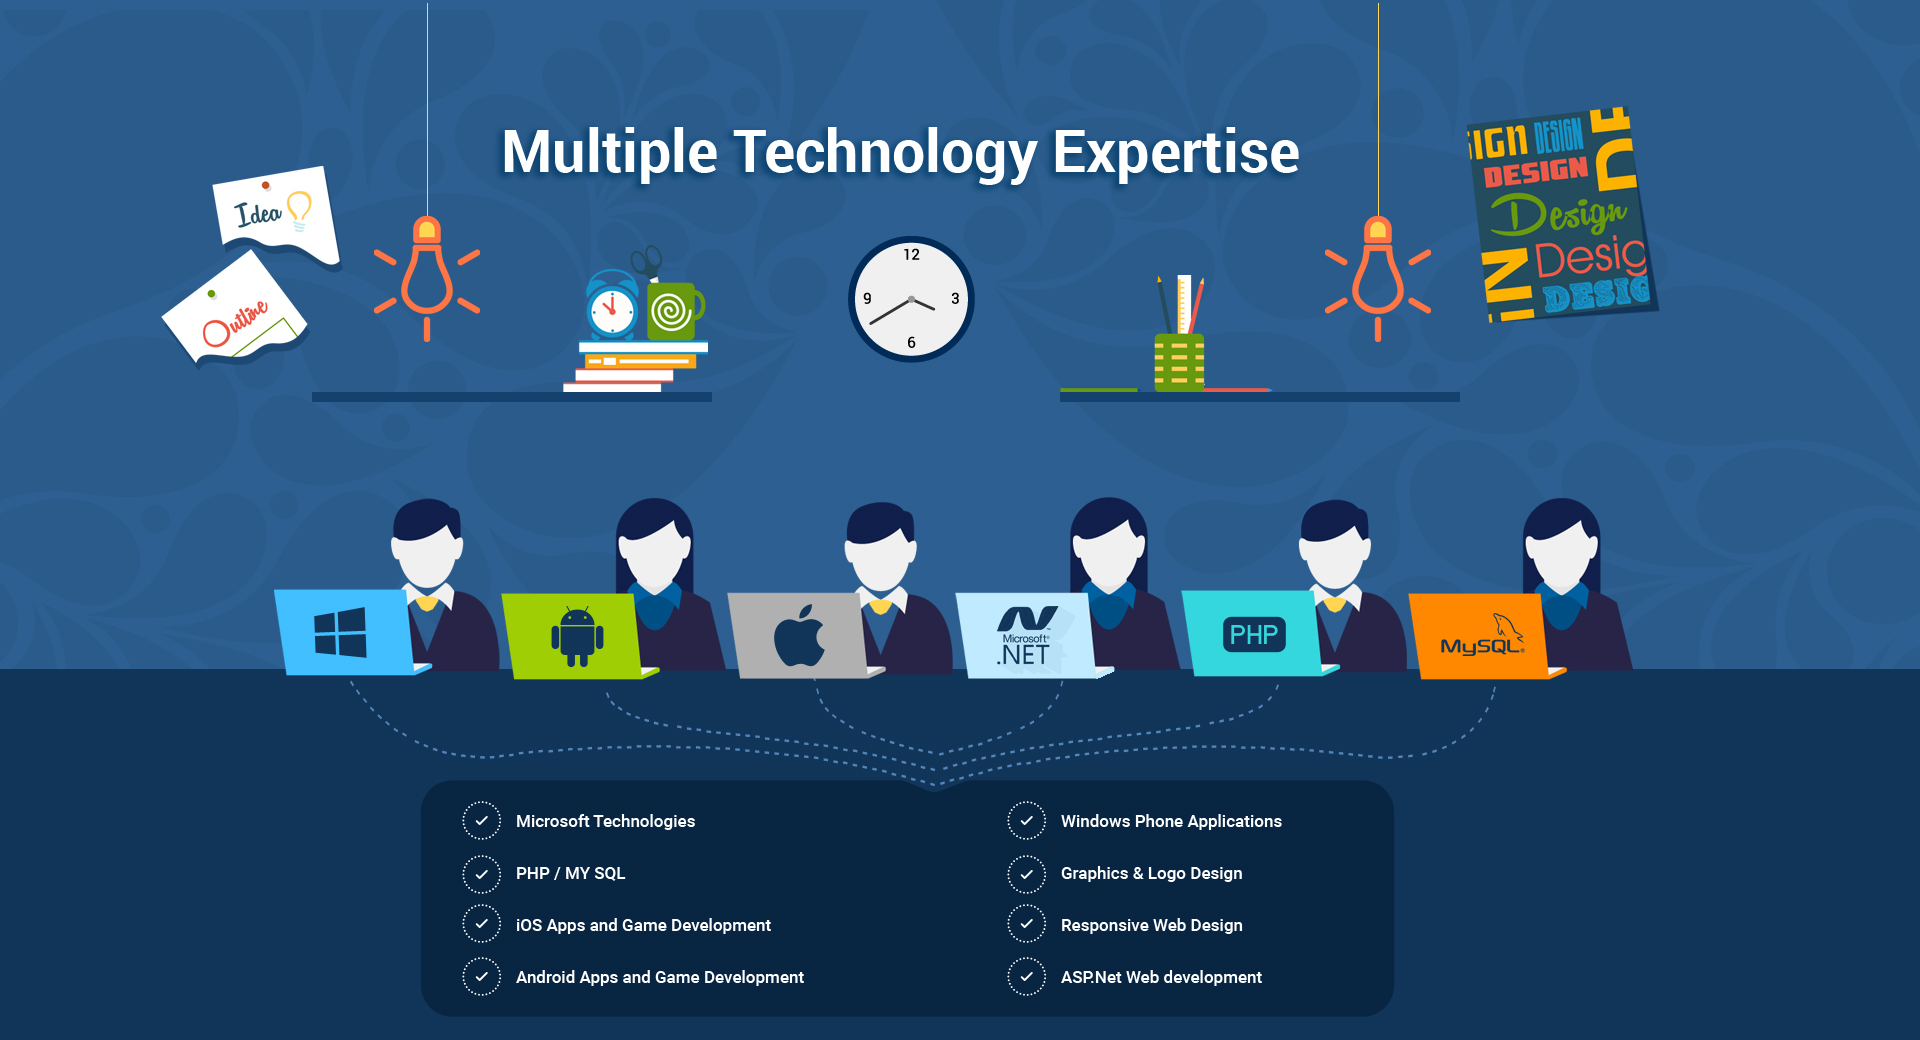 Multiple Technology Expertise
Idea
Outline
12
9
3
6
SIGN
DESIGN
DESIGN
Design
Design
DESIG
Microsoft®
.NET
PHP
MySQL®
Microsoft Technologies
PHP / MY SQL
iOS Apps and Game Development
Android Apps and Game Development
Windows Phone Applications
Graphics & Logo Design
Responsive Web Design
ASP.Net Web development